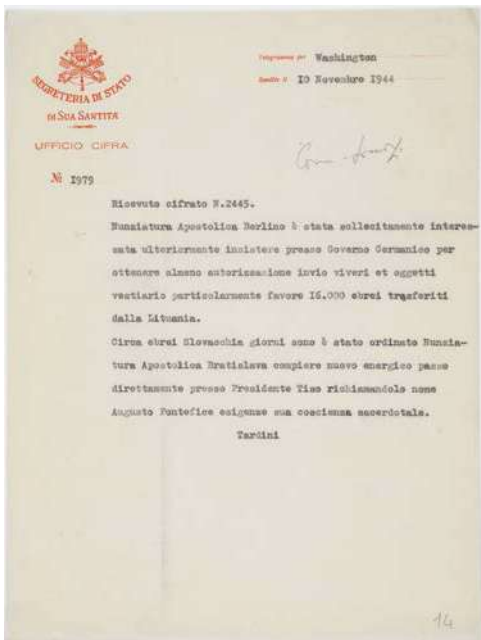 Telegramma per Washington
Spedito il 10 Novembre 1944
SEGRETERIA DI STATO
DI SUA SANTITÀ
UFFICIO CIFRA
№ 1979
Ricevuto cifrato N.2445.
Nunziatura Apostolica Berlino è stata sollecitamente interes-
sata ulteriormente insistere presso Governo Germanico per
ottenere almeno autorizzazione invio viveri et oggetti
vestiario particolarmente favore 16.000 ebrei trasferiti
dalla Lituania.
Circa ebrei Slovacchia giorni sono è stato ordinato Nunzia-
tura Apostolica Bratislava compiere nuovo energico passo
direttamente presso Presidente Tiso richiamandolo nome
Augusto Pontefice esigenze sua coscienza sacerdotale.
Tardini
14